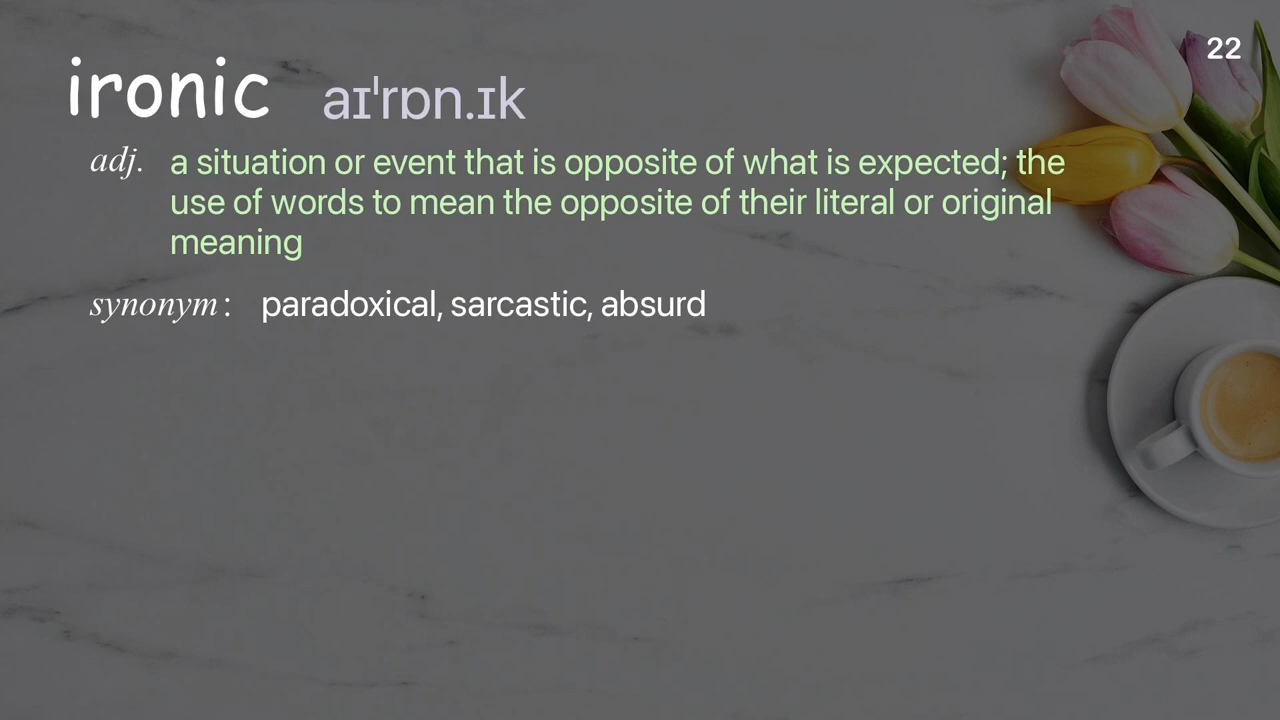 22
ironic aɪˈrɒn.ɪk
adj. a situation or event that is opposite of what is expected; the
use of words to mean the opposite of their literal or original
meaning
synonym: paradoxical, sarcastic, absurd